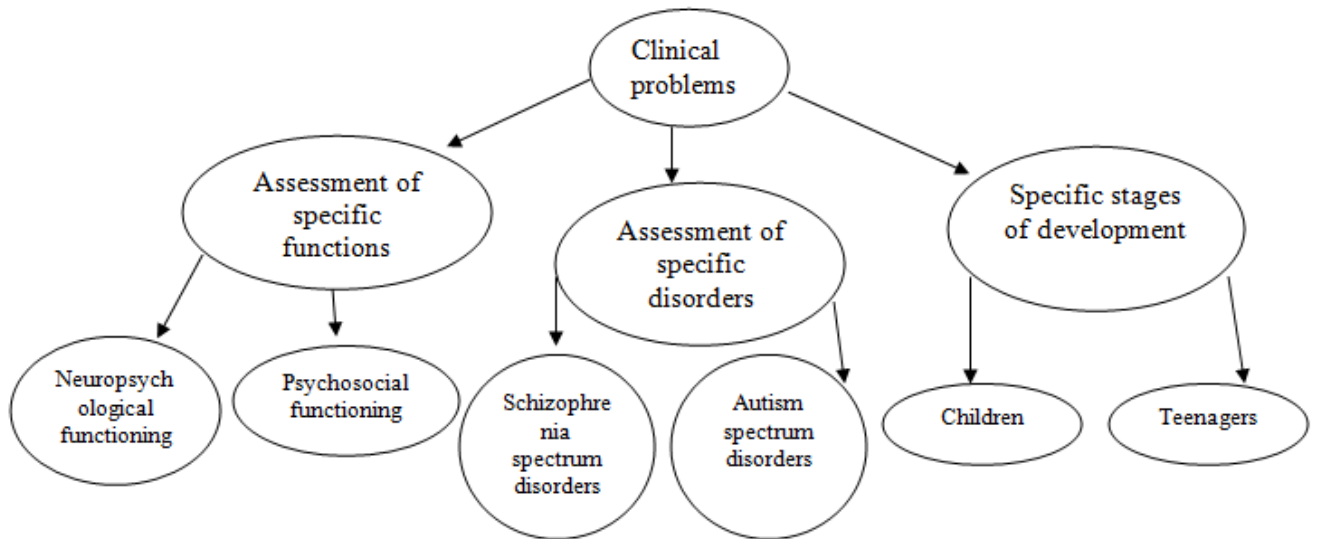 Clinical
problems
Assessment of
specific
functions
Assessment of
specific
disorders
Specific stages
of development
Neuropsych
ological
functioning
Psychosocial
functioning
Schizophre
nia
spectrum
disorders
Autism
spectrum
disorders
Children
Teenagers